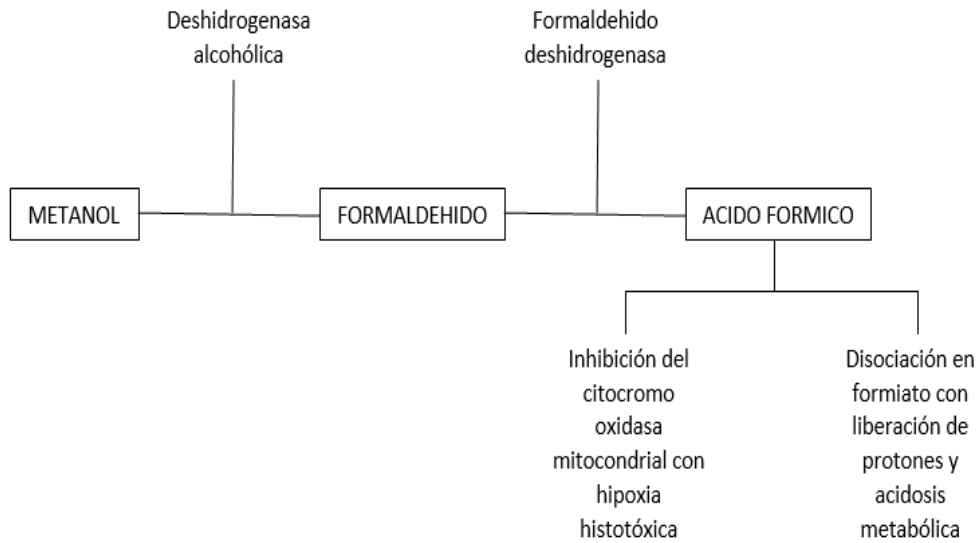 Deshidrogenasa
alcohólica
Formaldehido
deshidrogenasa
METANOL
FORMALDEHIDO
ACIDO FORMICO
Inhibición del
citocromo
oxidasa
mitocondrial con
hipoxia
histotóxica
Disociación en
formiato con
liberación de
protones y
acidosis
metabólica